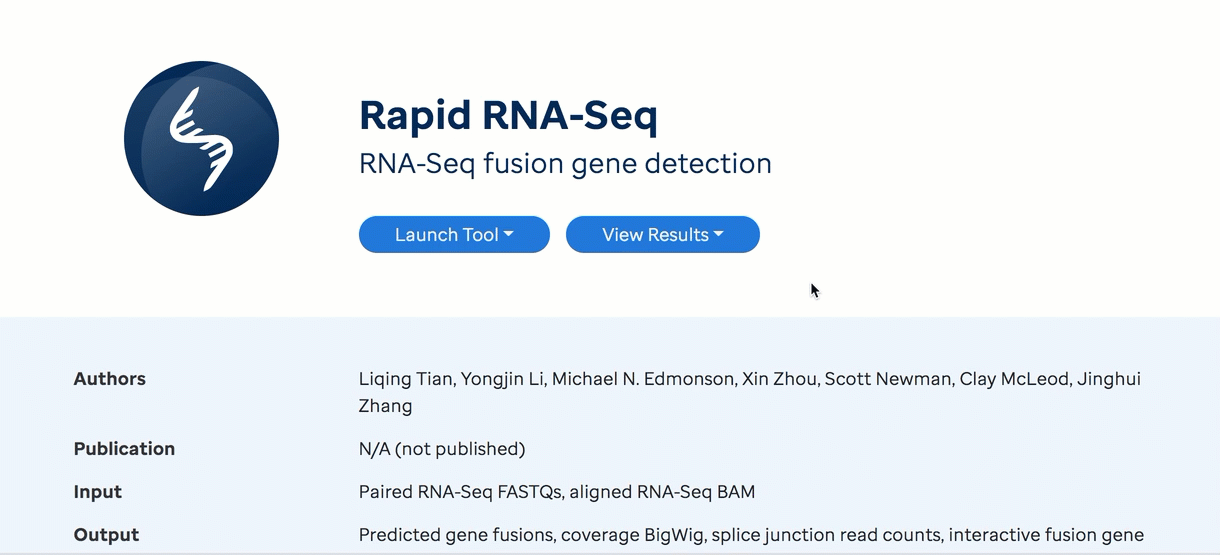 Rapid RNA-Seq
RNA-Seq fusion gene detection
Launch Tool
View Results
Authors
Liqing Tian, Yongjin Li, Michael N. Edmonson, Xin Zhou, Scott Newman, Clay McLeod, Jinghui
Zhang
Publication
N/A (not published)
Input
Paired RNA-Seq FASTQs, aligned RNA-Seq BAM
Output
Predicted gene fusions, coverage BigWig, splice junction read counts, interactive fusion gene